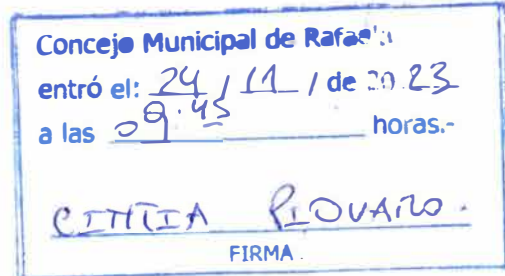 Concejo Municipal de Rafaela
entró el: 24 / 11 / de 2023
a las 09:45 horas.-
CINTIA PIOVANO.
FIRMA.